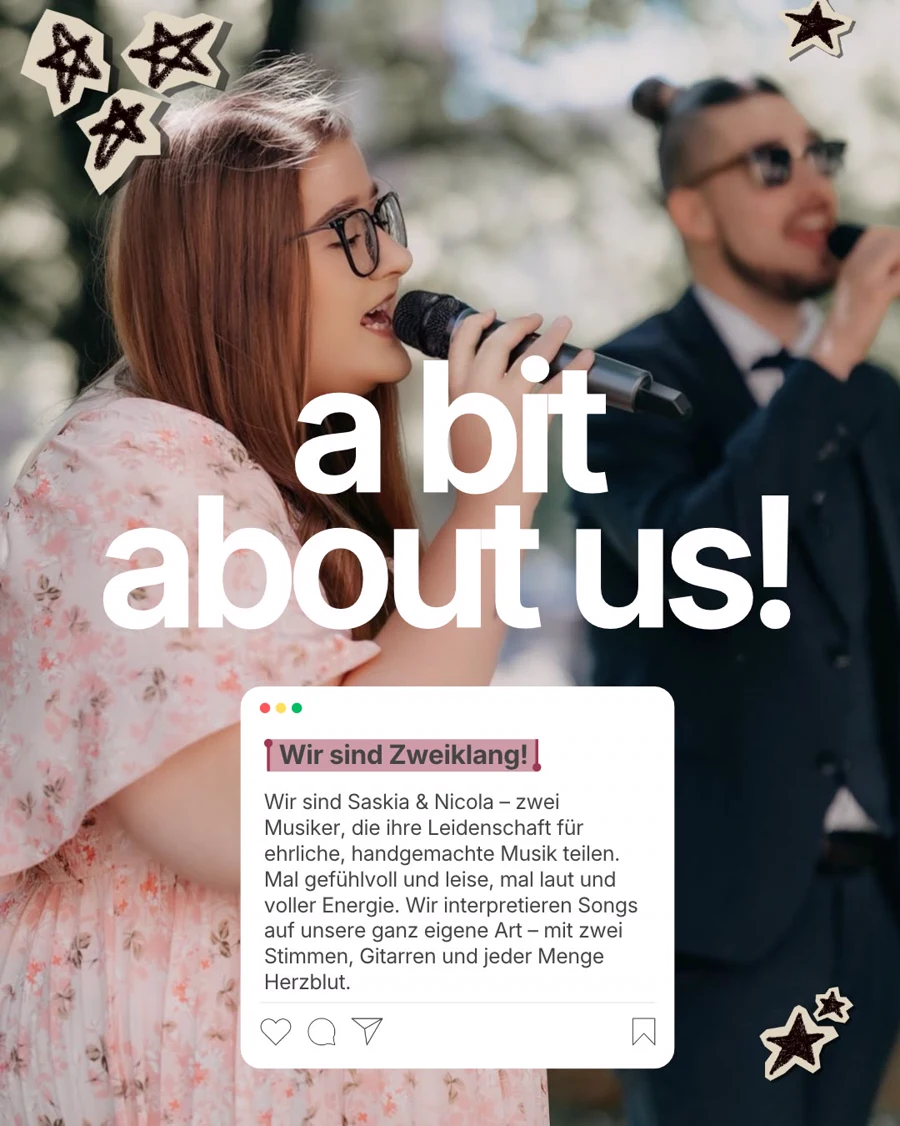 a bit
about us!
Wir sind Zweiklang!
Wir sind Saskia & Nicola – zwei
Musiker, die ihre Leidenschaft für
ehrliche, handgemachte Musik teilen.
Mal gefühlvoll und leise, mal laut und
voller Energie. Wir interpretieren Songs
auf unsere ganz eigene Art – mit zwei
Stimmen, Gitarren und jeder Menge
Herzblut.